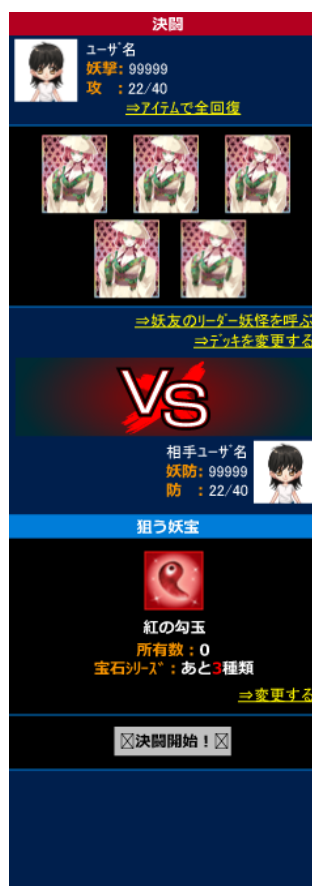 決闘
ユーザ名
妖撃: 99999
攻 : 22/40
⇒アイテムで全回復
⇒妖友のリーダー妖怪を呼ぶ
⇒デッキを変更する
VS
相手ユーザ名
妖防: 99999
防 : 22/40
狙う妖宝
紅の勾玉
所有数：0
宝石シリーズ：あと3種類
⇒変更する
決闘開始！